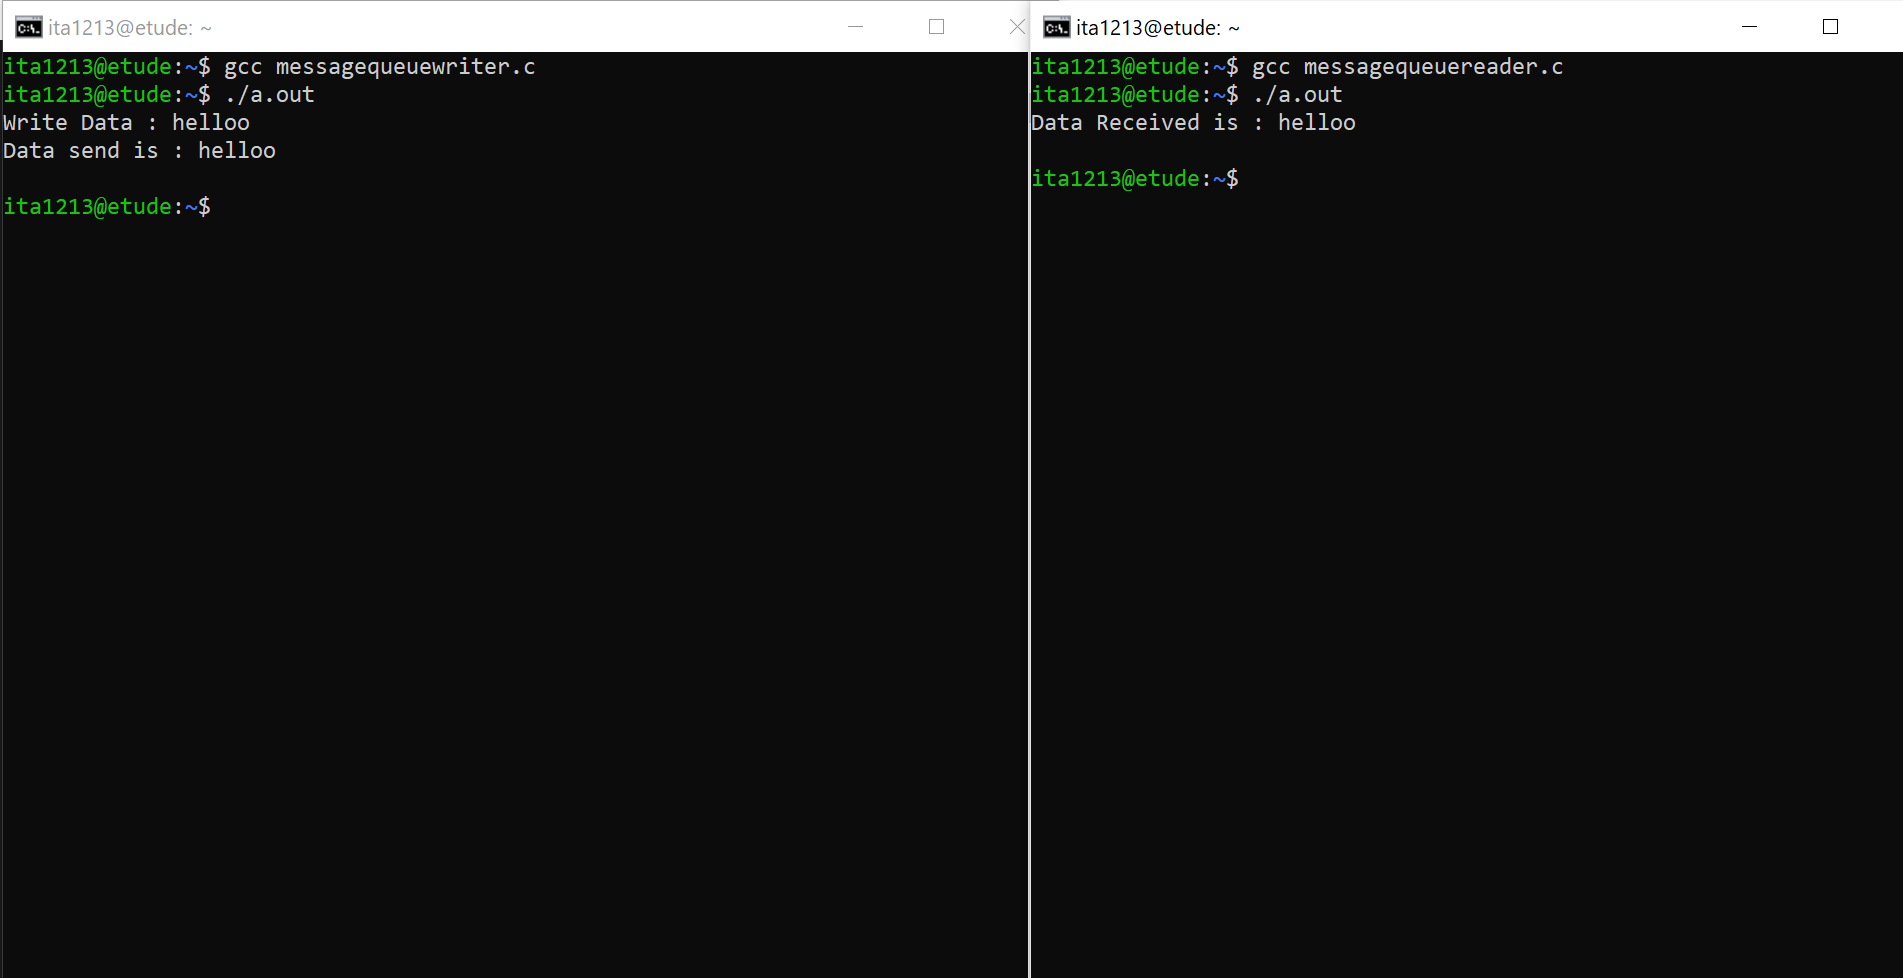 ita1213@etude: ~
ita1213@etude:~$ gcc messagequeuewriter.c
ita1213@etude:~$ ./a.out
Write Data : helloo
Data send is : helloo
ita1213@etude:~$
ita1213@etude: ~
ita1213@etude:~$ gcc messagequeuereader.c
ita1213@etude:~$ ./a.out
Data Received is : helloo
ita1213@etude:~$